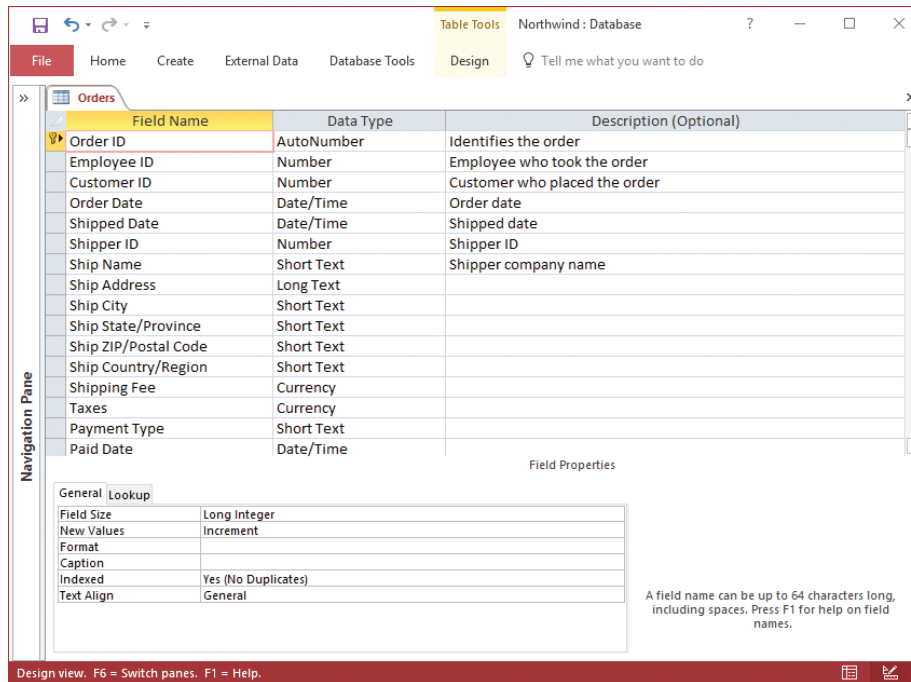 Table Tools Northwind : Database ?
File Home Create External Data Database Tools Design Tell me what you want to do
Orders
Field Name Data Type Description (Optional)
Order ID AutoNumber Identifies the order
Employee ID Number Employee who took the order
Customer ID Number Customer who placed the order
Order Date Date/Time Order date
Shipped Date Date/Time Shipped date
Shipper ID Number Shipper ID
Ship Name Short Text Shipper company name
Ship Address Long Text
Ship City Short Text
Ship State/Province Short Text
Ship ZIP/Postal Code Short Text
Ship Country/Region Short Text
Shipping Fee Currency
Taxes Currency
Payment Type Short Text
Paid Date Date/Time
Navigation Pane
Field Properties
General Lookup
Field Size Long Integer
New Values Increment
Format
Caption
Indexed Yes (No Duplicates)
Text Align General
A field name can be up to 64 characters long,
including spaces. Press F1 for help on field
names.
Design view. F6 = Switch panes. F1 = Help.